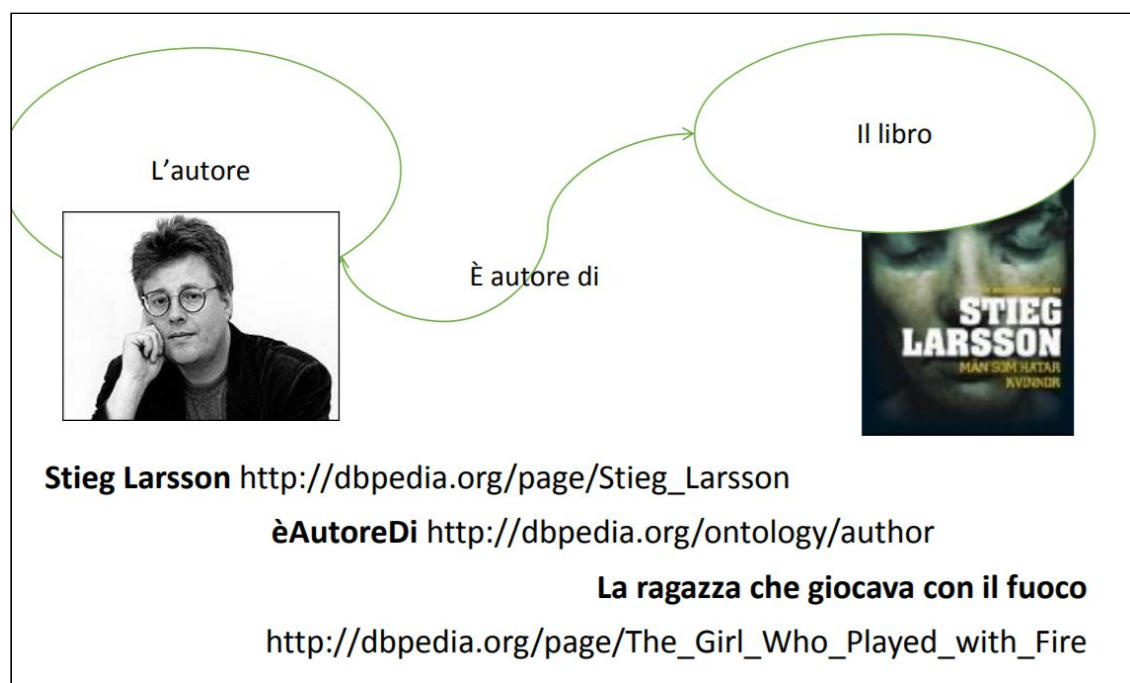 L'autore
Il libro
È autore di
STIEG
LARSSON
MÄN SOM HATAR
KVINNOR
Stieg Larsson http://dbpedia.org/page/Stieg_Larsson
èAutoreDi http://dbpedia.org/ontology/author
La ragazza che giocava con il fuoco
http://dbpedia.org/page/The_Girl_Who_Played_with_Fire